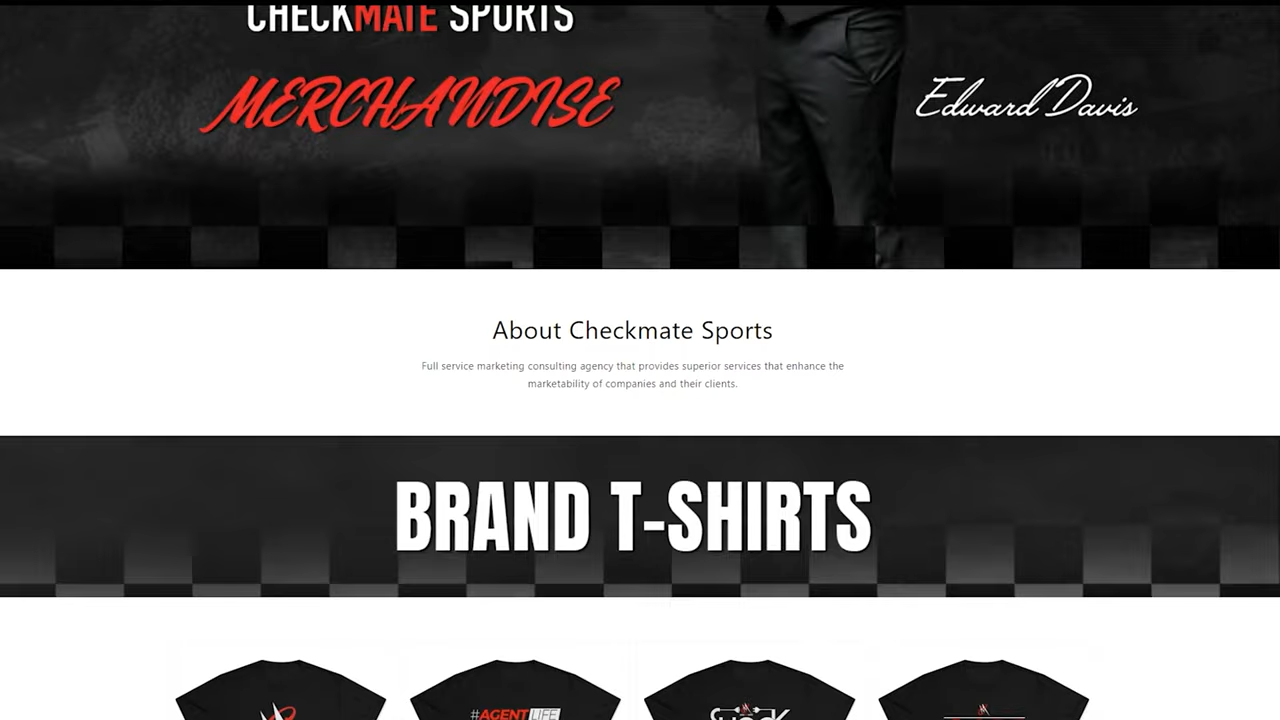 CHECKMATE SPORTS
MERCHANDISE
Edward Davis
About Checkmate Sports
Full service marketing consulting agency that provides superior services that enhance the
marketability of companies and their clients.
BRAND T-SHIRTS
#AGENTLIFE